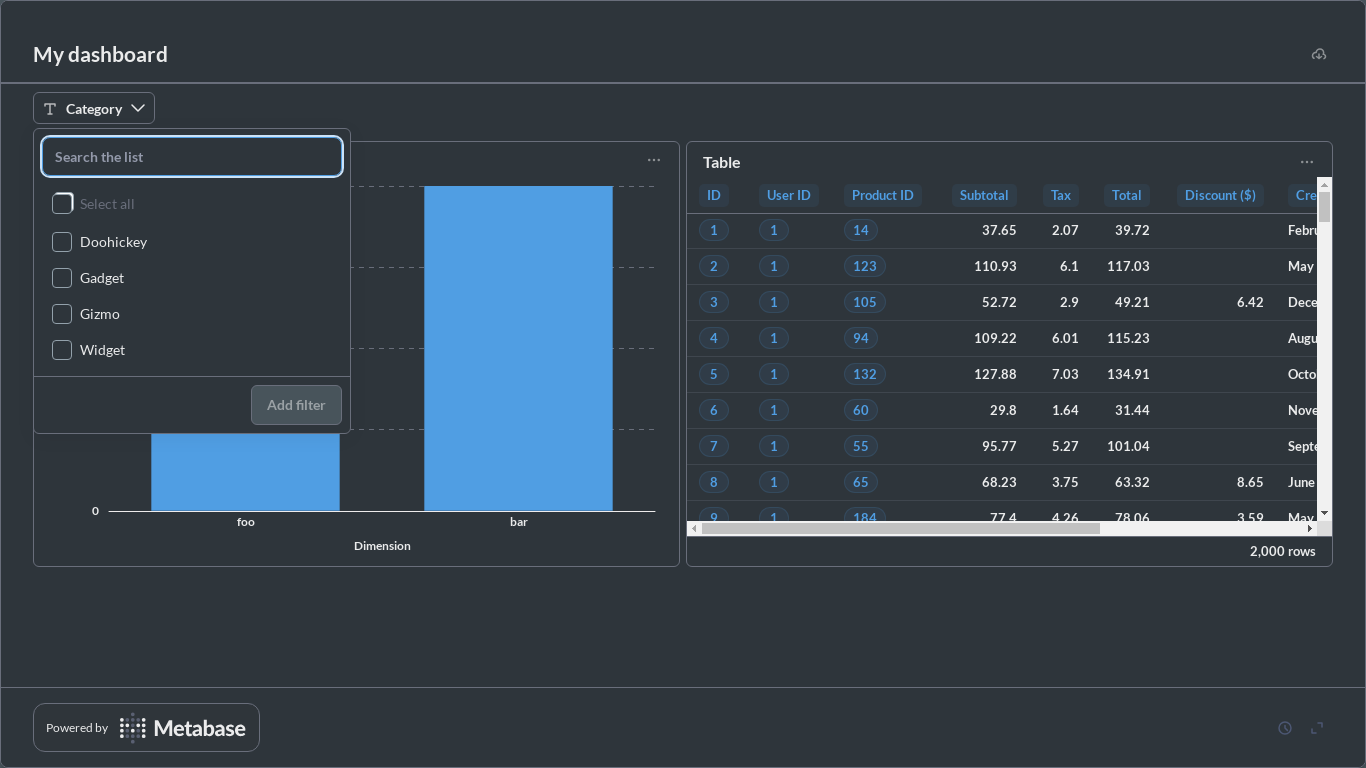 My dashboard
Category
Search the list
Select all
Doohickey
Gadget
Gizmo
Widget
Add filter
0
foo bar
Dimension
Table
ID User ID Product ID Subtotal Tax Total Discount ($) Cre
1 1 14 37.65 2.07 39.72 Febru
2 1 123 110.93 6.1 117.03 May
3 1 105 52.72 2.9 49.21 6.42 Dece
4 1 94 109.22 6.01 115.23 Augu
5 1 132 127.88 7.03 134.91 Octo
6 1 60 29.8 1.64 31.44 Nove
7 1 55 95.77 5.27 101.04 Septe
8 1 65 68.23 3.75 63.32 8.65 June
9 1 184 77.4 4.26 78.06 3.59 May
2,000 rows
Powered by Metabase